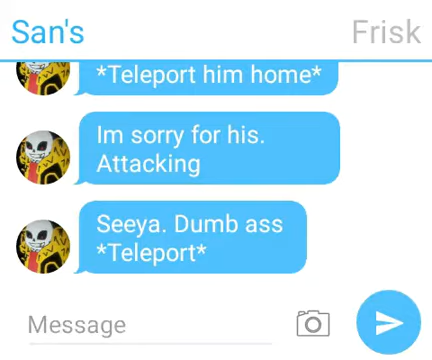 San's
Frisk
*Teleport him home*
Im sorry for his.
Attacking
Seeya. Dumb ass
*Teleport*
Message